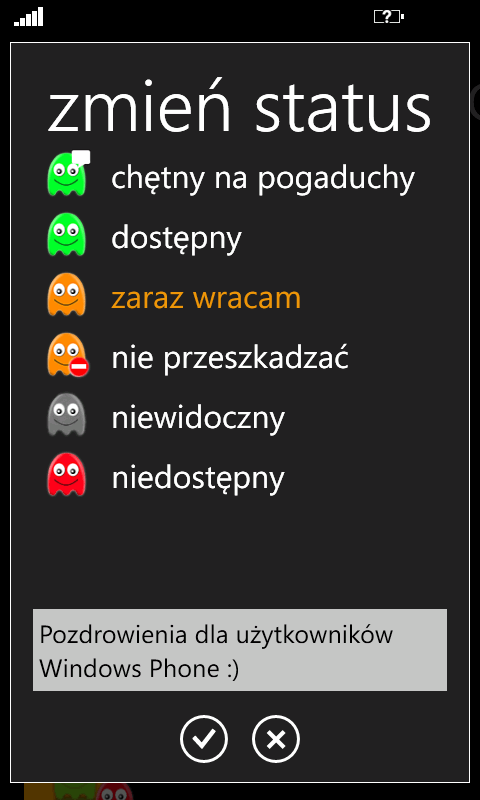 zmień status
chętny na pogaduchy
dostępny
zaraz wracam
nie przeszkadzać
niewidoczny
niedostępny
Pozdrowienia dla użytkowników
Windows Phone :)